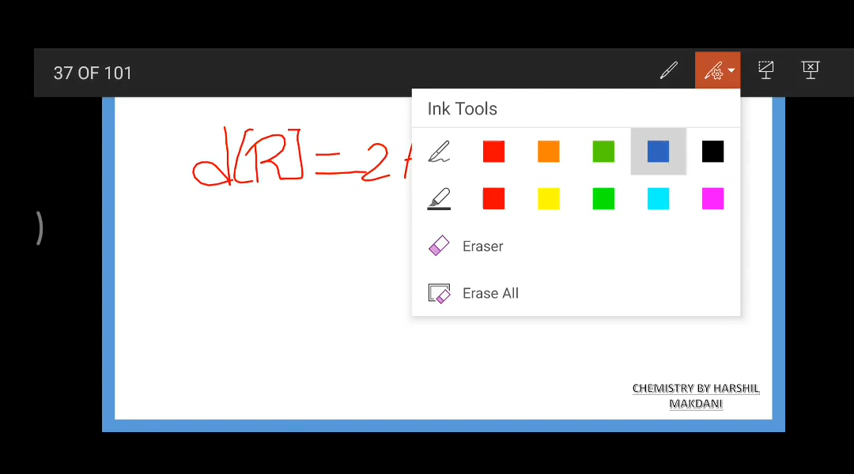 37 OF 101
Ink Tools
d[R] = 2
Eraser
Erase All
CHEMISTRY BY HARSHIL
MAKDANI